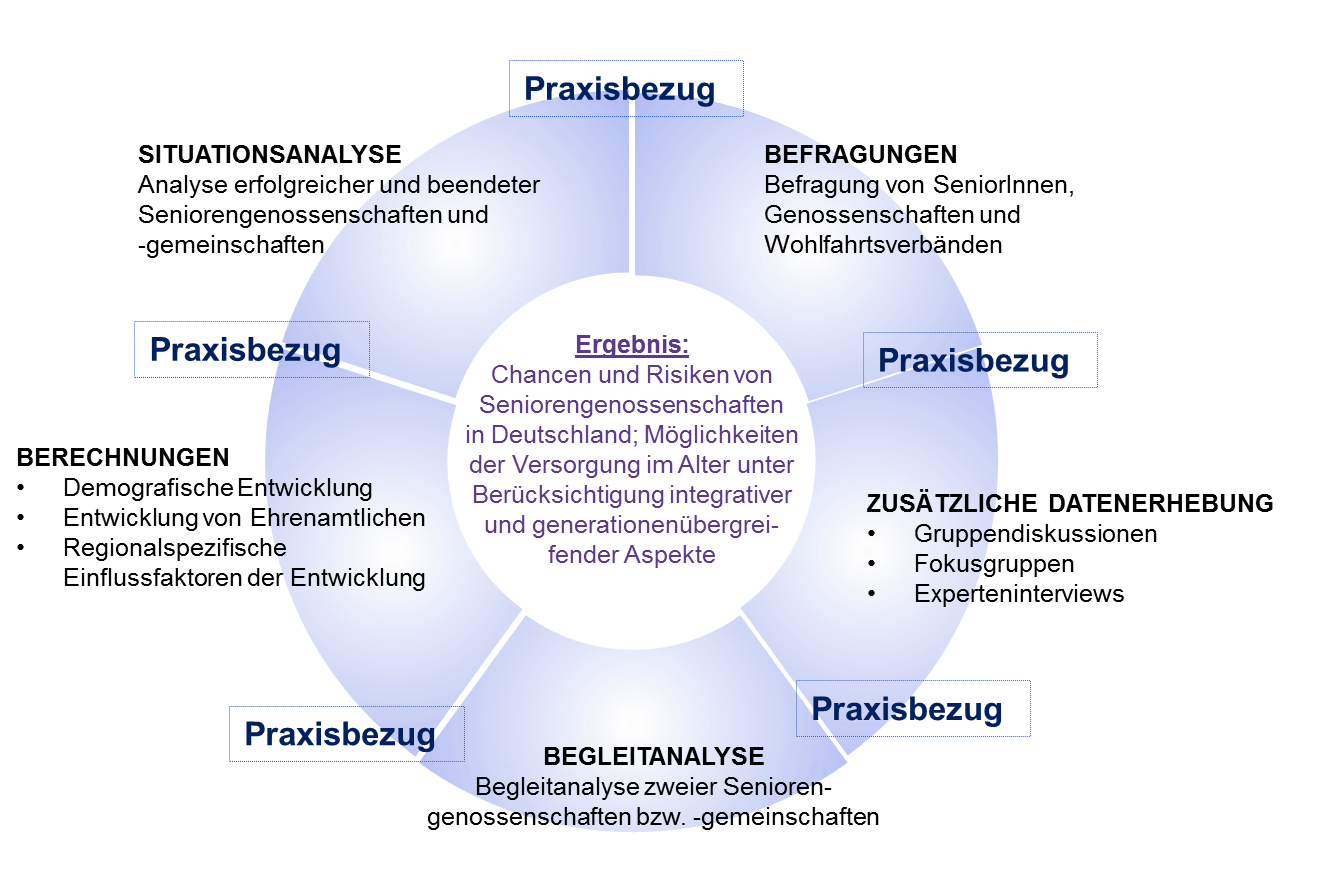 Praxisbezug
SITUATIONSANALYSE
Analyse erfolgreicher und beendeter
Seniorengenossenschaften und
-gemeinschaften
BEFRAGUNGEN
Befragung von SeniorInnen,
Genossenschaften und
Wohlfahrtsverbänden
Praxisbezug
Praxisbezug
Ergebnis:
Chancen und Risiken von
Seniorengenossenschaften
in Deutschland; Möglichkeiten
der Versorgung im Alter unter
Berücksichtigung integrativer
und generationenübergrei-
fender Aspekte
BERECHNUNGEN
• Demografische Entwicklung
• Entwicklung von Ehrenamtlichen
• Regionalspezifische
Einflussfaktoren der Entwicklung
ZUSÄTZLICHE DATENERHEBUNG
• Gruppendiskussionen
• Fokusgruppen
• Experteninterviews
Praxisbezug
Praxisbezug
BEGLEITANALYSE
Begleitanalyse zweier Senioren-
genossenschaften bzw. -gemeinschaften